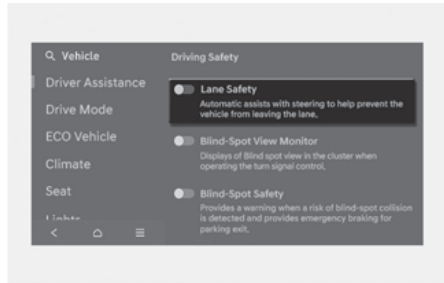 Vehicle
Driver Assistance
Drive Mode
ECO Vehicle
Climate
Seat
Lights
Driving Safety
Lane Safety
Automatic assists with steering to help prevent the
vehicle from leaving the lane.
Blind-Spot View Monitor
Displays of Blind spot view in the cluster when
operating the turn signal control.
Blind-Spot Safety
Provides a warning when a risk of blind-spot collision
is detected and provides emergency braking for
parking exit.